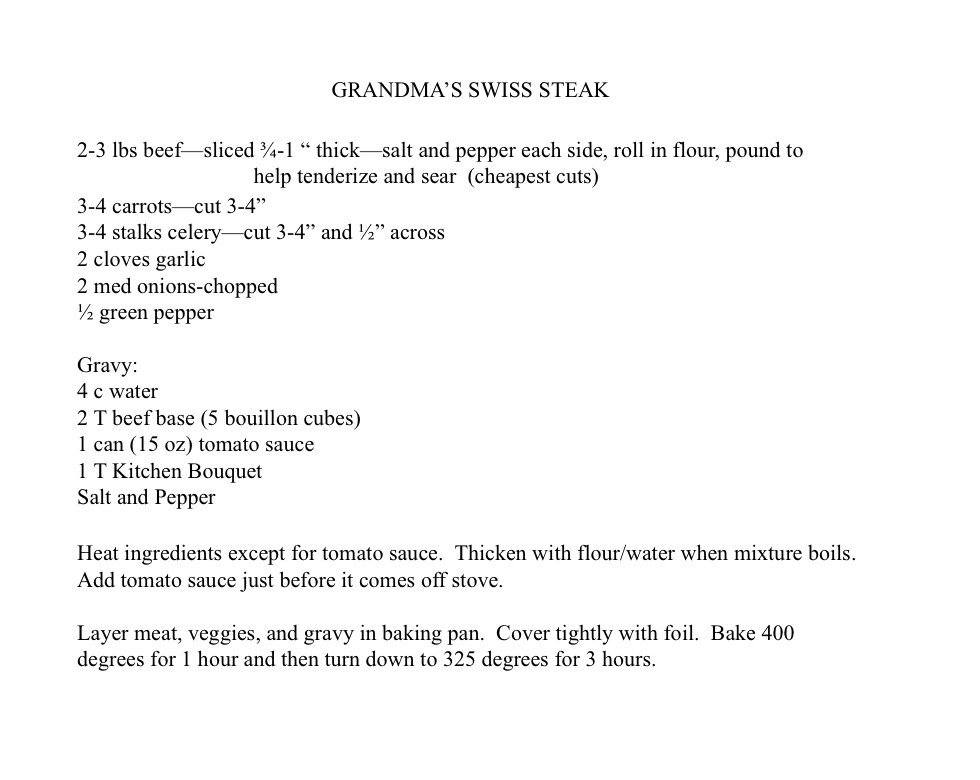 GRANDMA’S SWISS STEAK
2-3 lbs beef—sliced ¾-1 “ thick—salt and pepper each side, roll in flour, pound to
help tenderize and sear  (cheapest cuts)
3-4 carrots—cut 3-4”
3-4 stalks celery—cut 3-4” and ½” across
2 cloves garlic
2 med onions-chopped
½ green pepper
Gravy:
4 c water
2 T beef base (5 bouillon cubes)
1 can (15 oz) tomato sauce
1 T Kitchen Bouquet
Salt and Pepper
Heat ingredients except for tomato sauce.  Thicken with flour/water when mixture boils.
Add tomato sauce just before it comes off stove.
Layer meat, veggies, and gravy in baking pan.  Cover tightly with foil.  Bake 400
degrees for 1 hour and then turn down to 325 degrees for 3 hours.